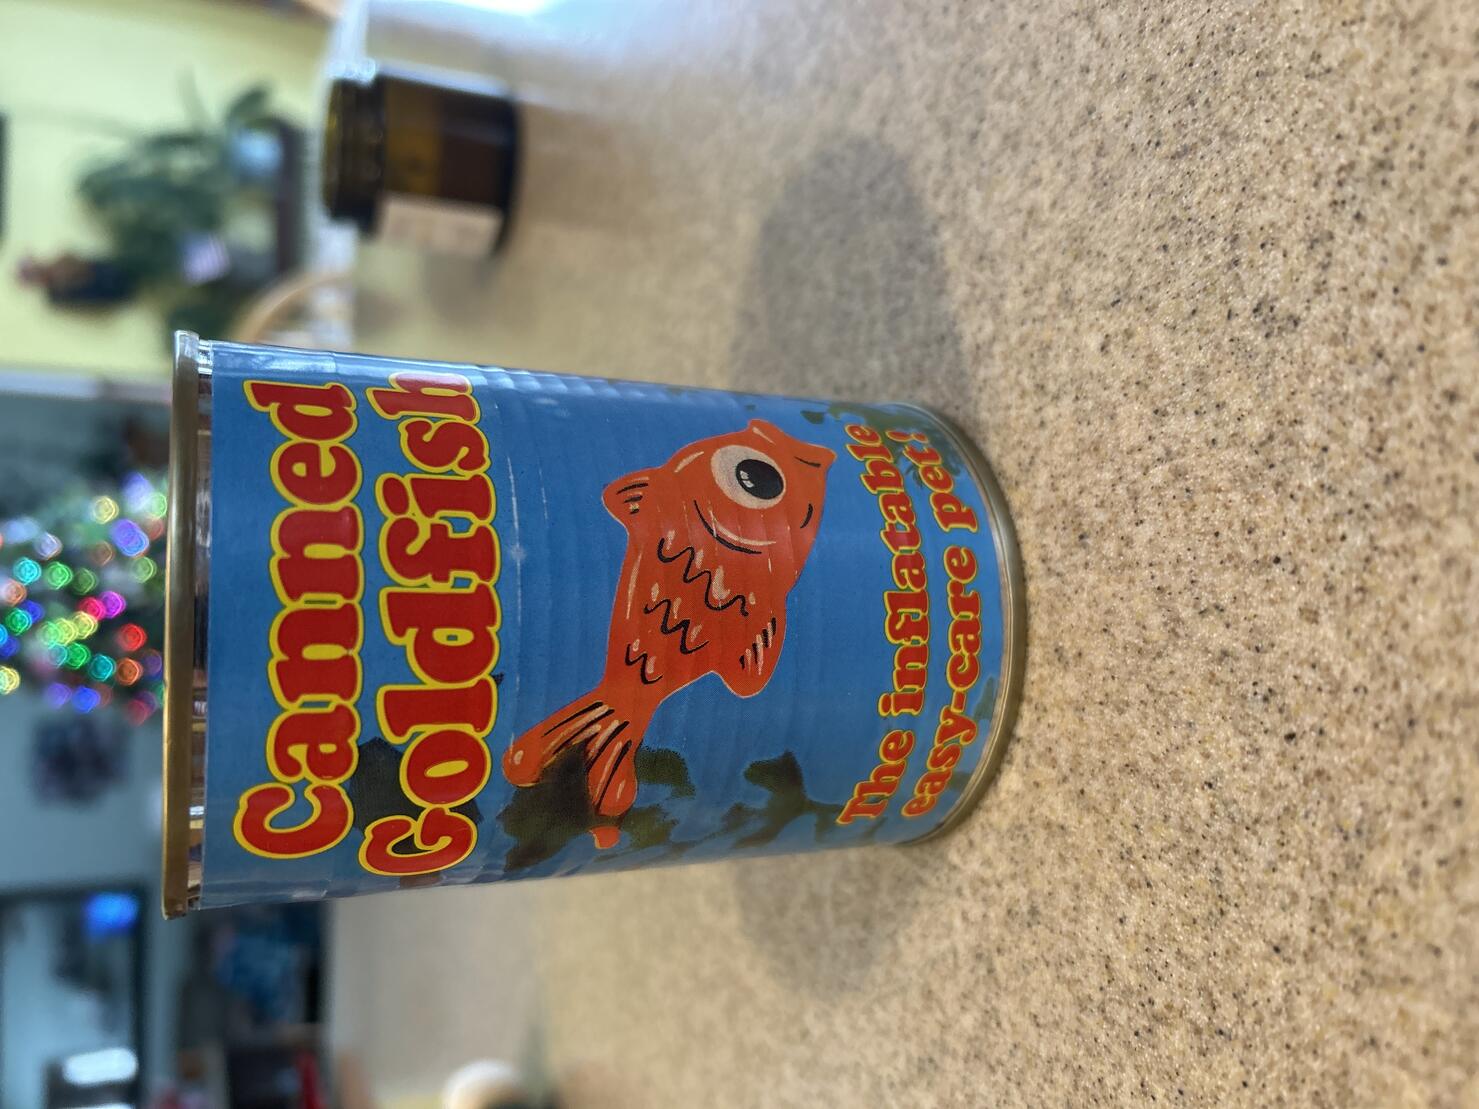 Canned
Goldfish
The inflatable
easy-care pet!